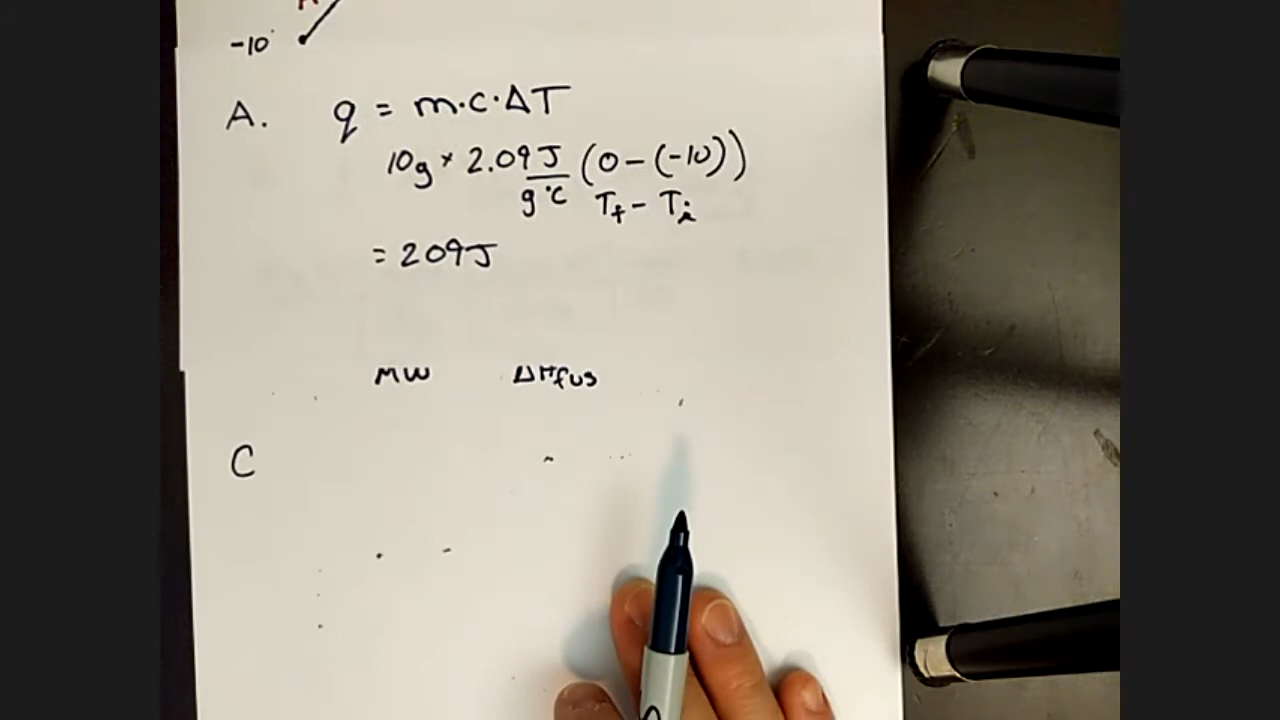 -10°
A. q = m·c·ΔT
10g × 2.09 J/g°C (0-(-10))
Tf - Ti
= 209J
MW ΔHfus
C